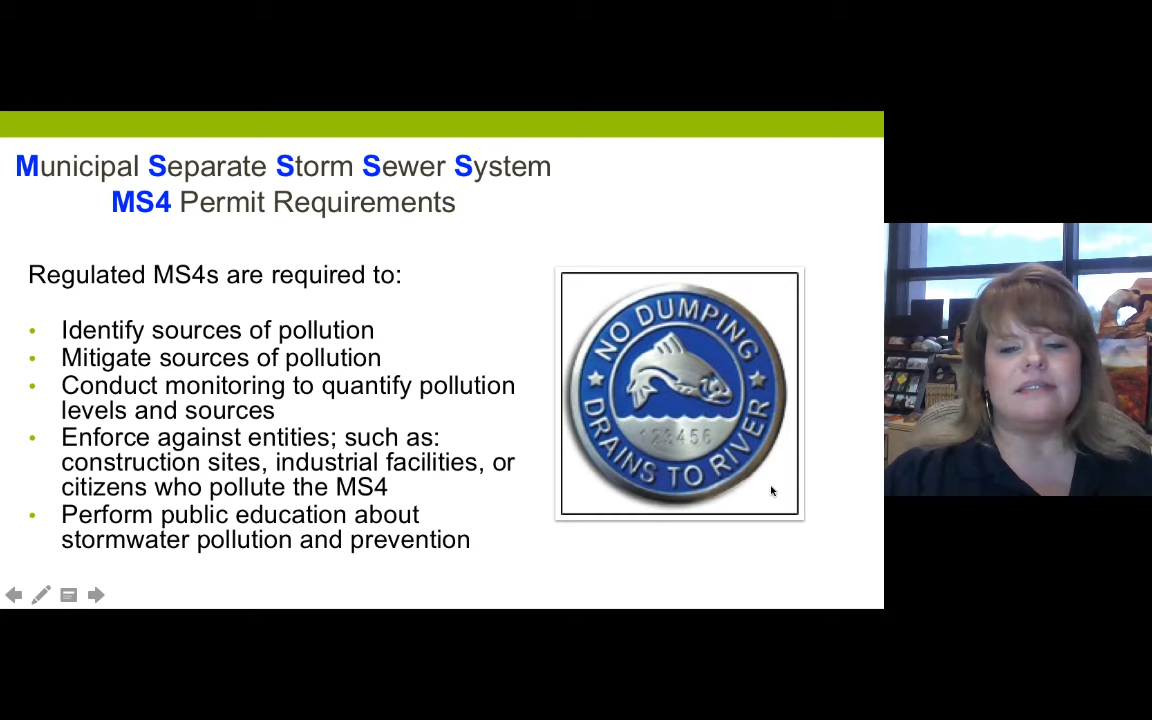 Municipal Separate Storm Sewer System
MS4 Permit Requirements
Regulated MS4s are required to:
• Identify sources of pollution
• Mitigate sources of pollution
• Conduct monitoring to quantify pollution
levels and sources
• Enforce against entities; such as:
construction sites, industrial facilities, or
citizens who pollute the MS4
• Perform public education about
stormwater pollution and prevention
NO DUMPING
123456
DRAINS TO RIVER